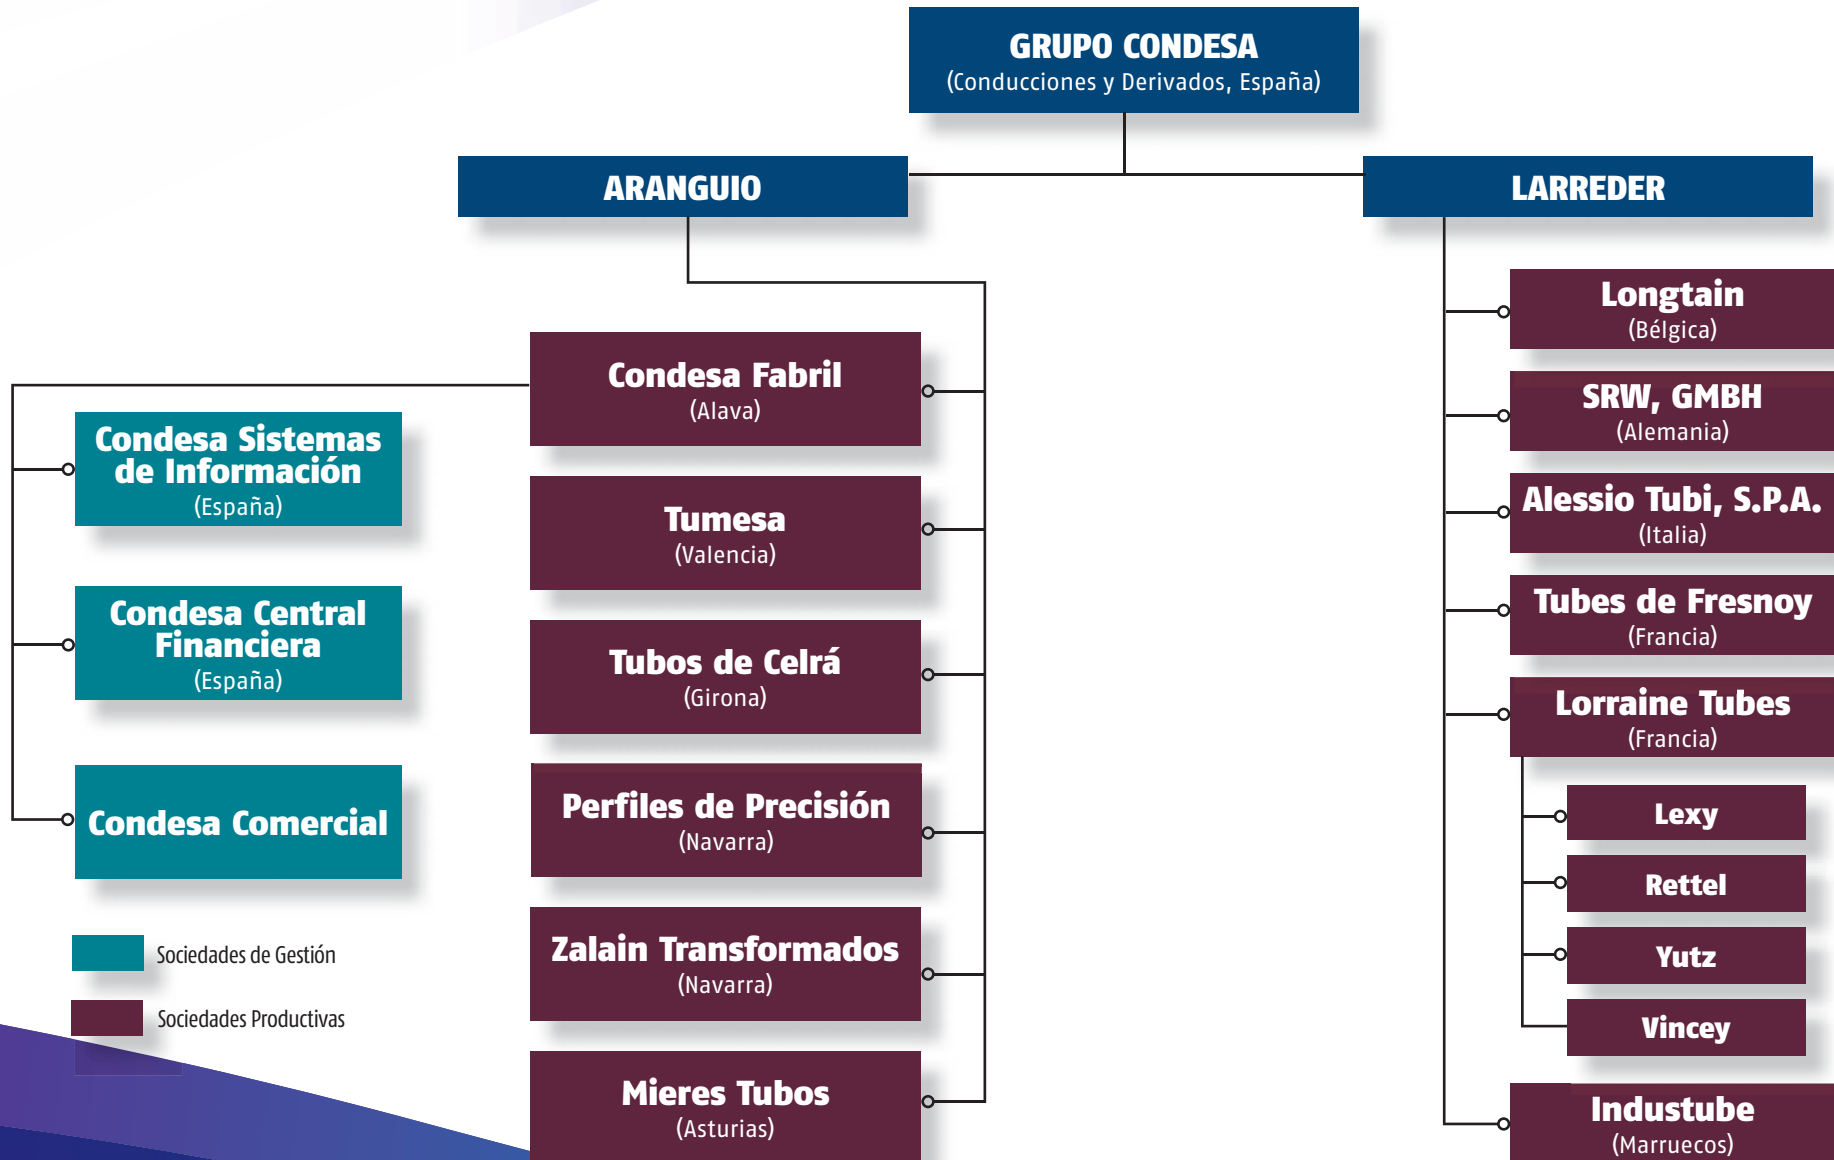 GRUPO CONDESA
(Conducciones y Derivados, España)
ARANGUIO
LARREDER
Condesa Sistemas
de Información
(España)
Condesa Central
Financiera
(España)
Condesa Comercial
Sociedades de Gestión
Sociedades Productivas
Condesa Fabril
(Alava)
Tumesa
(Valencia)
Tubos de Celrá
(Girona)
Perfiles de Precisión
(Navarra)
Zalain Transformados
(Navarra)
Mieres Tubos
(Asturias)
Longtain
(Bélgica)
SRW, GMBH
(Alemania)
Alessio Tubi, S.P.A.
(Italia)
Tubes de Fresnoy
(Francia)
Lorraine Tubes
(Francia)
Lexy
Rettel
Yutz
Vincey
Industube
(Marruecos)